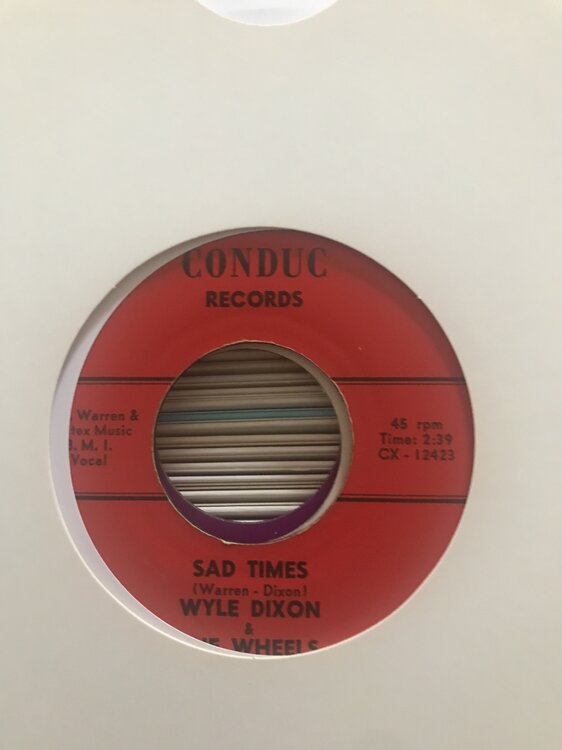 CONDUC
RECORDS
Warren &
tex Music
B. M. I.
Vocal
45 rpm
Time: 2:39
CX - 12423
SAD TIMES
(Warren - Dixon)
WYLE DIXON
&
WHEELS